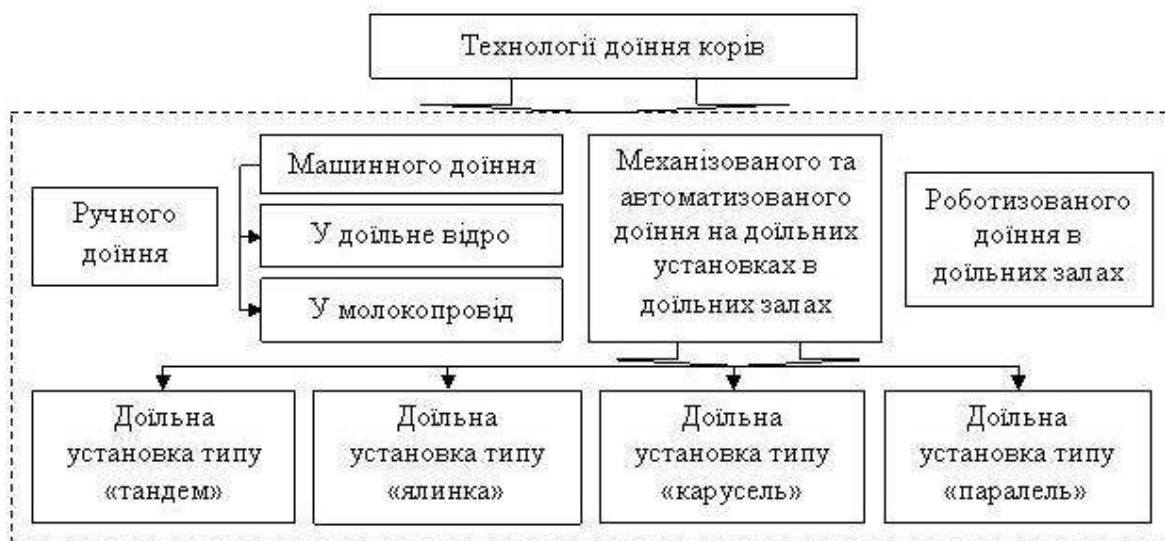 Технології доїння корів
Ручного
доїння
Машинного доїння
У доїльне відро
У молокопровід
Механізованого та
автоматизованого
доїння на доїльних
установках в
доїльних залах
Роботизованого
доїння в
доїльних залах
Доїльна
установка типу
«тандем»
Доїльна
установка типу
«ялинка»
Доїльна
установка типу
«карусель»
Доїльна
установка типу
«паралель»